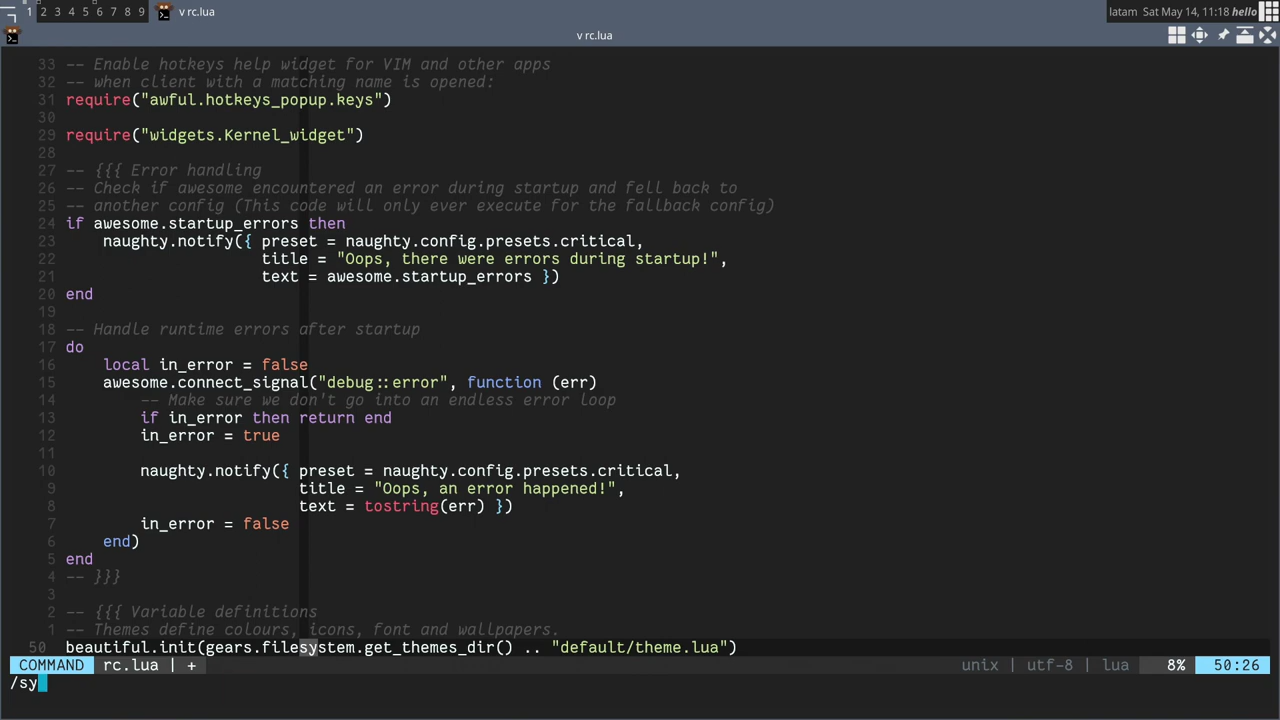 1 2 3 4 5 6 7 8 9 v rc.lua latam Sat May 14, 11:18 hello
v rc.lua
33 -- Enable hotkeys help widget for VIM and other apps
32 -- when client with a matching name is opened:
31 require("awful.hotkeys_popup.keys")
30
29 require("widgets.Kernel_widget")
28
27 -- {{{ Error handling
26 -- Check if awesome encountered an error during startup and fell back to
25 -- another config (This code will only ever execute for the fallback config)
24 if awesome.startup_errors then
23     naughty.notify({ preset = naughty.config.presets.critical,
22                      title = "Oops, there were errors during startup!",
21                      text = awesome.startup_errors })
20 end
19
18 -- Handle runtime errors after startup
17 do
16     local in_error = false
15     awesome.connect_signal("debug::error", function (err)
14         -- Make sure we don't go into an endless error loop
13         if in_error then return end
12         in_error = true
11
10         naughty.notify({ preset = naughty.config.presets.critical,
9                          title = "Oops, an error happened!",
8                          text = tostring(err) })
7         in_error = false
6     end)
5 end
4 -- }}}
3
2 -- {{{ Variable definitions
1 -- Themes define colours, icons, font and wallpapers.
50 beautiful.init(gears.filesystem.get_themes_dir() .. "default/theme.lua")
COMMAND rc.lua | + unix | utf-8 | lua 8% 50:26
/sy